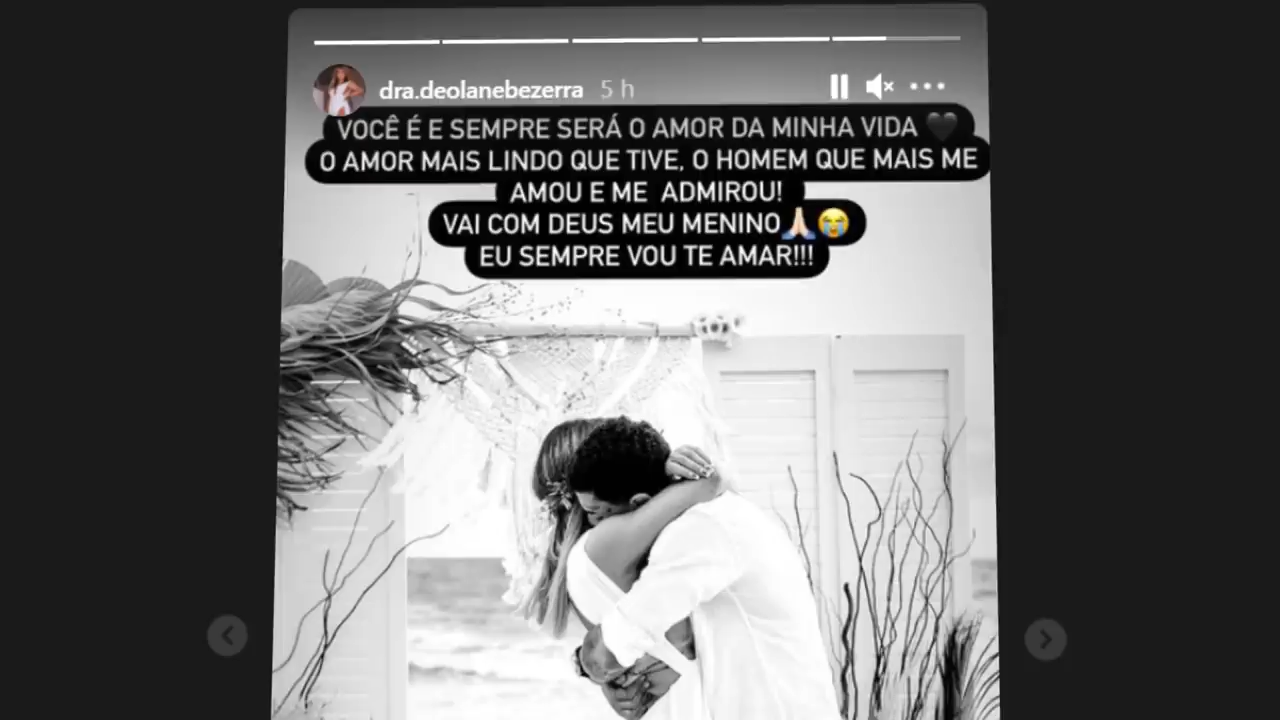 dra.deolanebezerra 5 h
VOCÊ É E SEMPRE SERÁ O AMOR DA MINHA VIDA 🖤
O AMOR MAIS LINDO QUE TIVE, O HOMEM QUE MAIS ME
AMOU E ME ADMIROU!
VAI COM DEUS MEU MENINO🙏🏻😭
EU SEMPRE VOU TE AMAR!!!